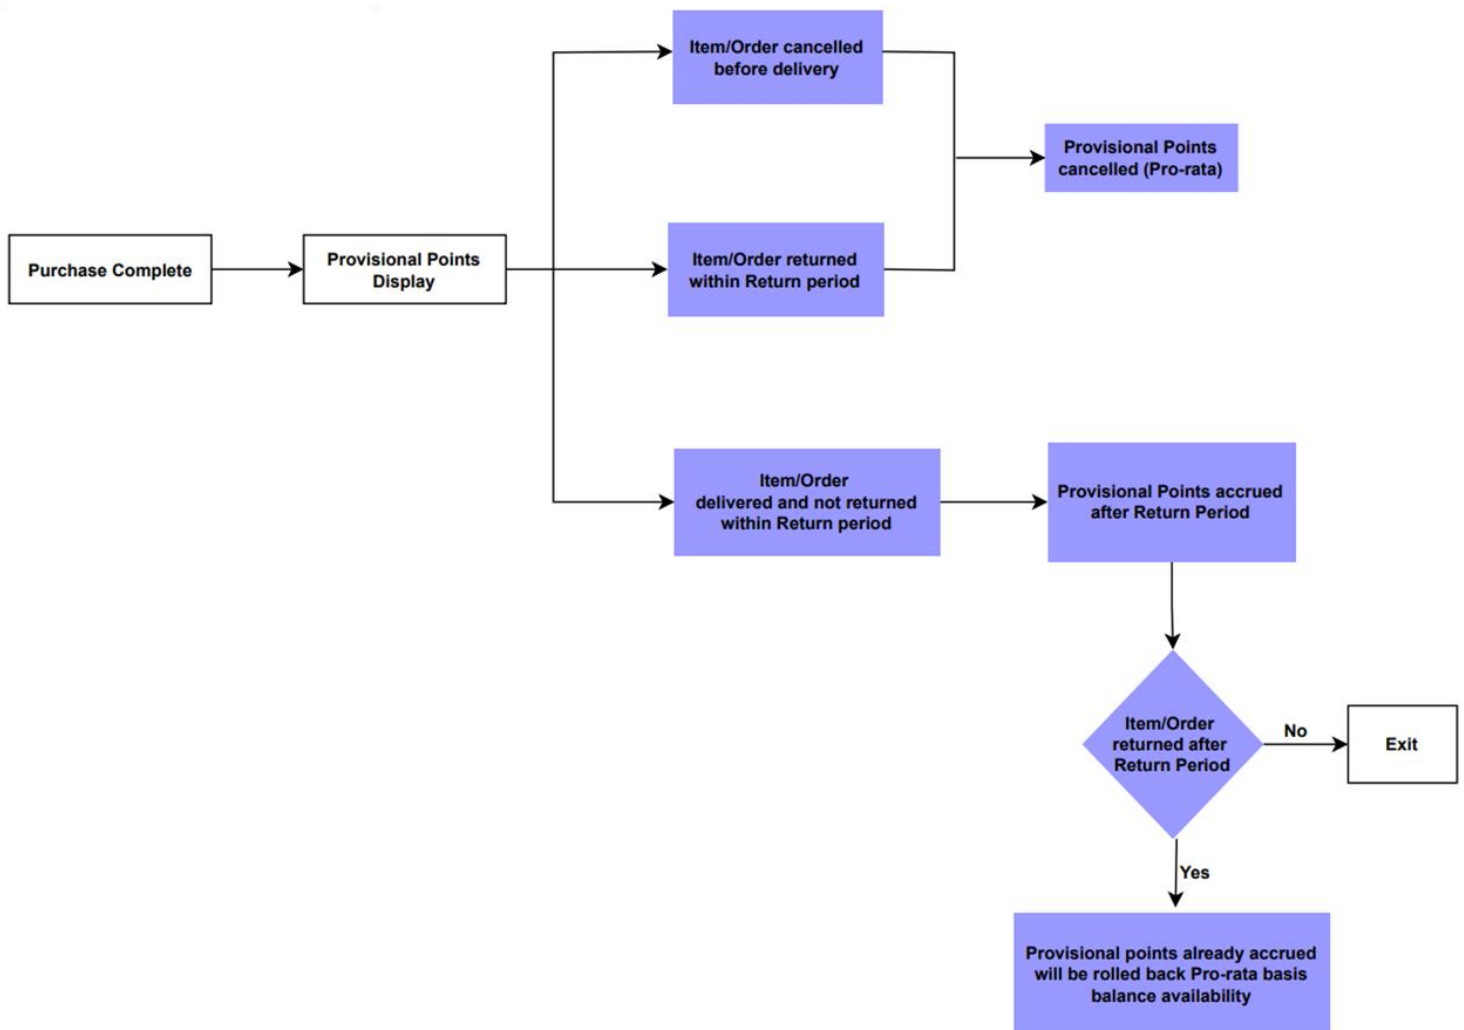 Item/Order cancelled
before delivery
Provisional Points
cancelled (Pro-rata)
Purchase Complete
Provisional Points
Display
Item/Order returned
within Return period
Item/Order
delivered and not returned
within Return period
Provisional Points accrued
after Return Period
Item/Order
returned after
Return Period
No
Exit
Yes
Provisional points already accrued
will be rolled back Pro-rata basis
balance availability